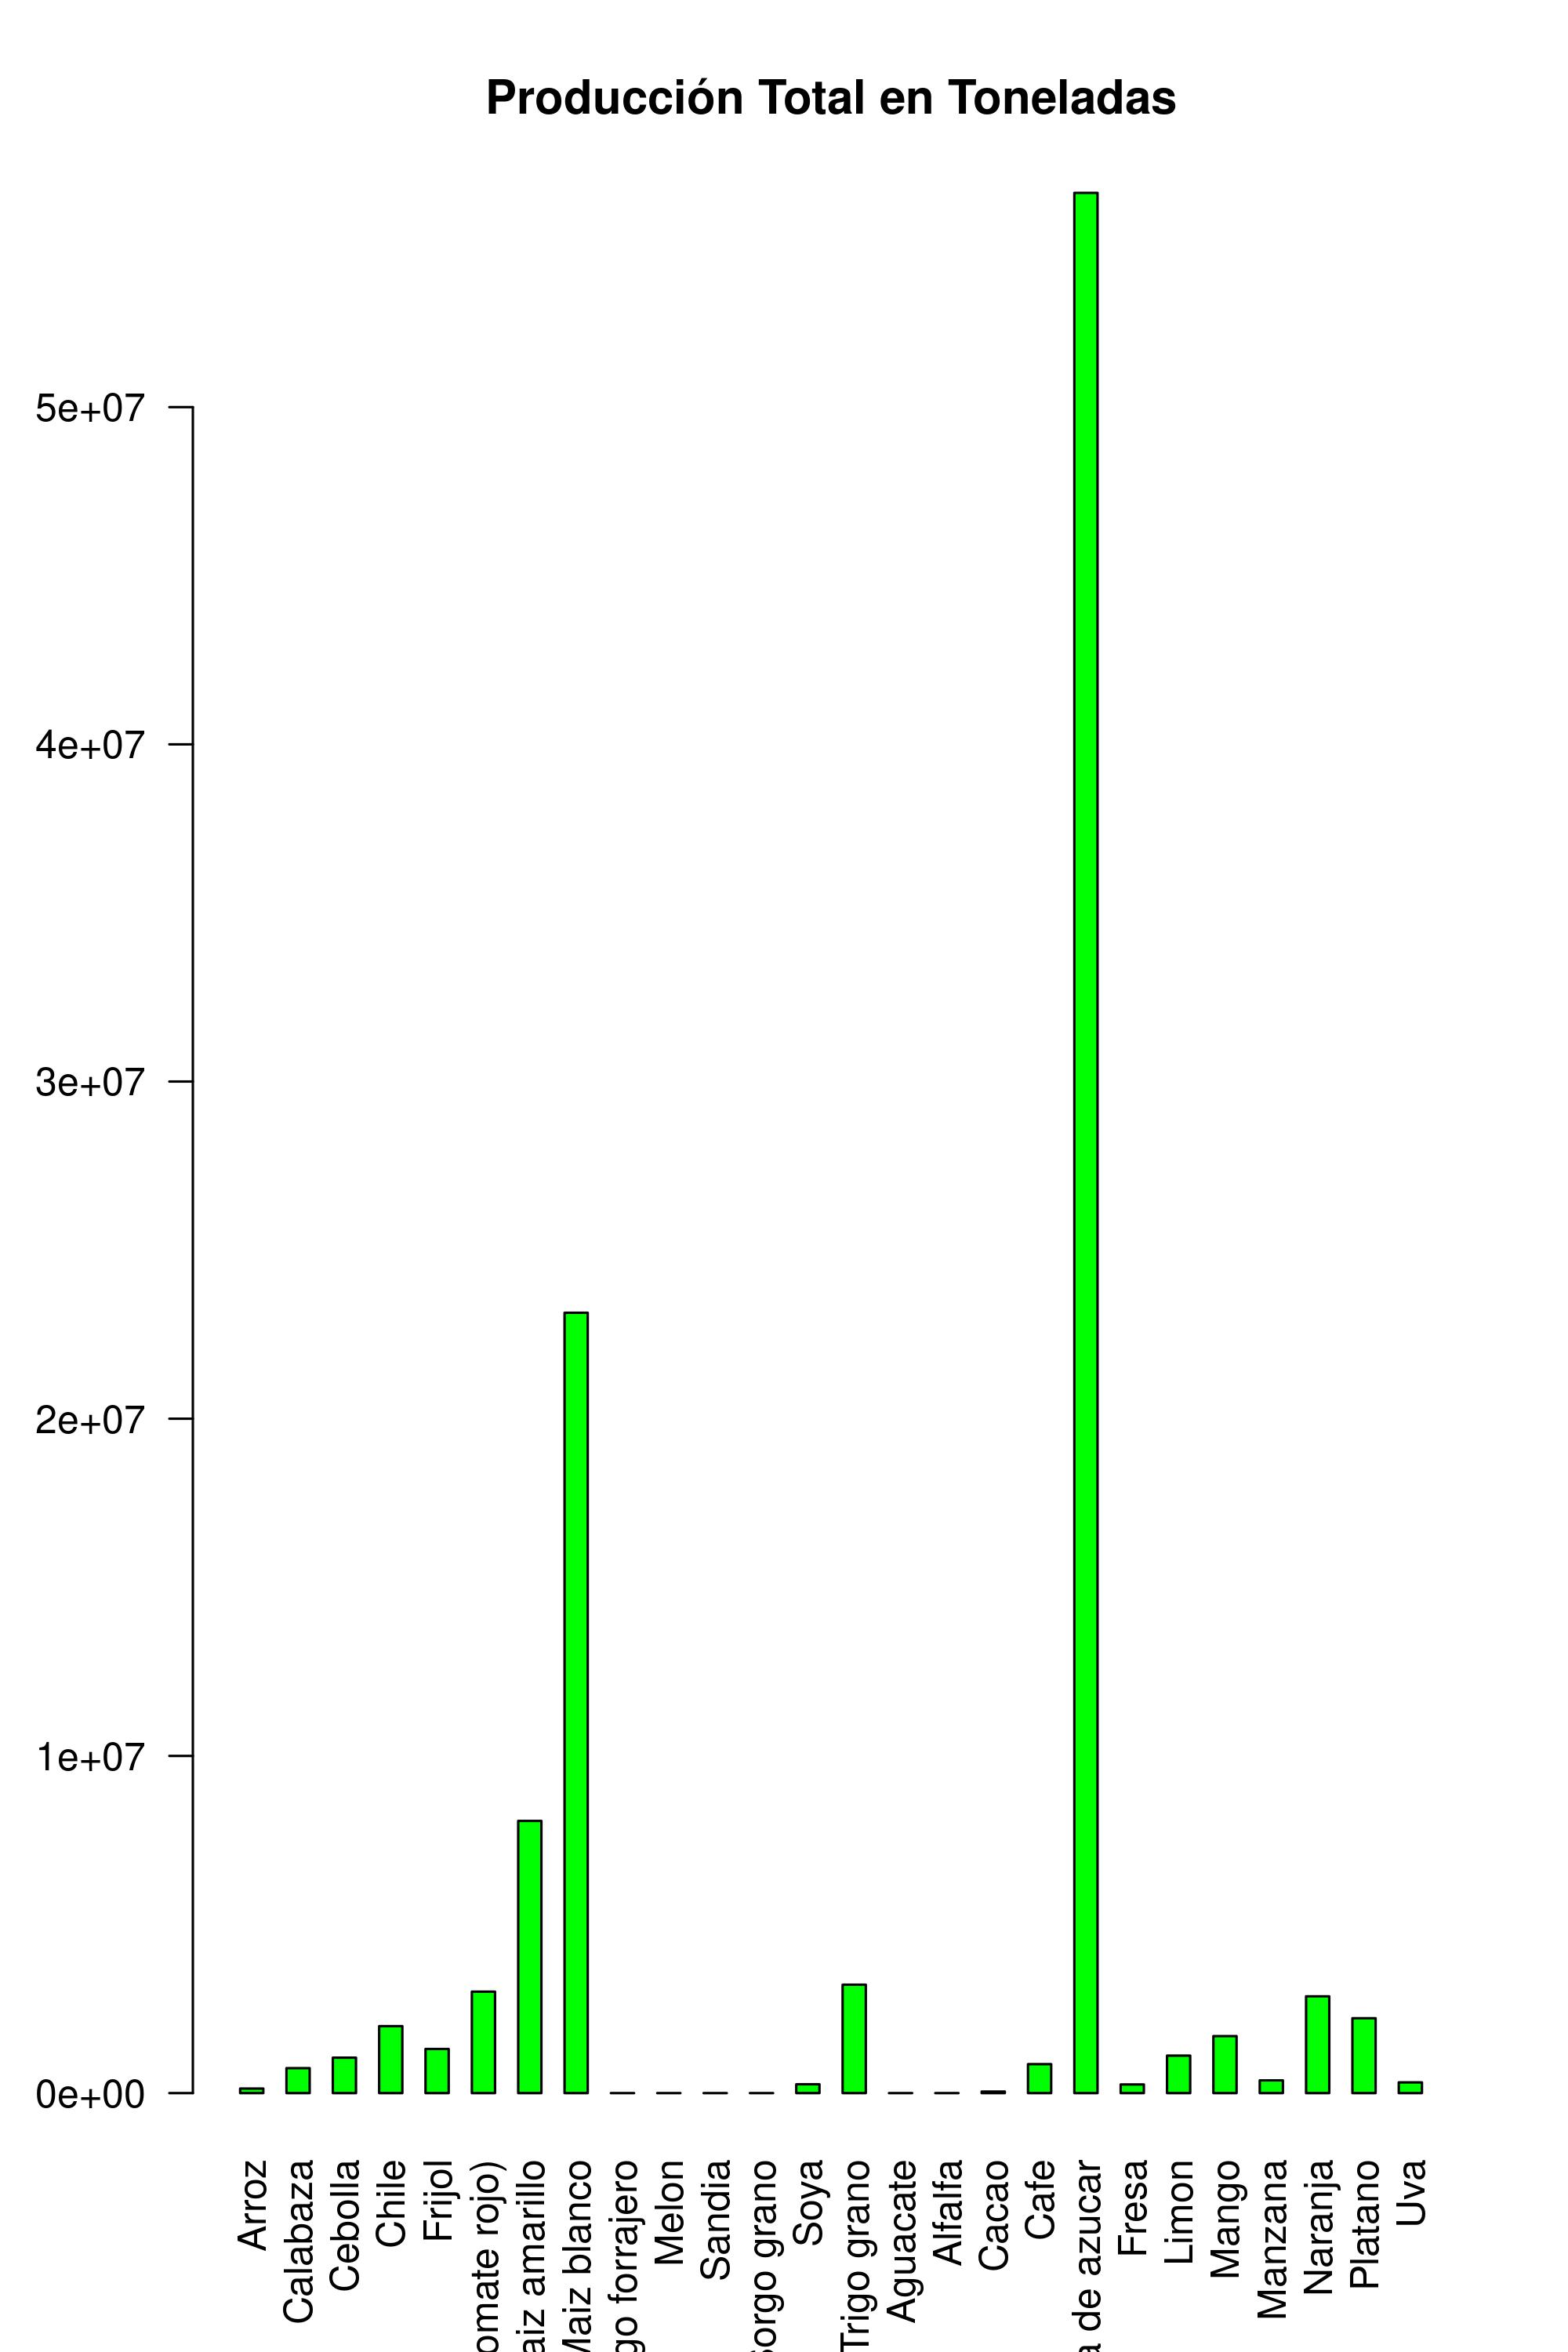 Producción Total en Toneladas
5e+07
4e+07
3e+07
2e+07
1e+07
0e+00
Arroz
Calabaza
Cebolla
Chile
Frijol
omate rojo)
aiz amarillo
Maiz blanco
go forrajero
Melon
Sandia
orgo grano
Soya
Trigo grano
Aguacate
Alfalfa
Cacao
Cafe
a de azucar
Fresa
Limon
Mango
Manzana
Naranja
Platano
Uva